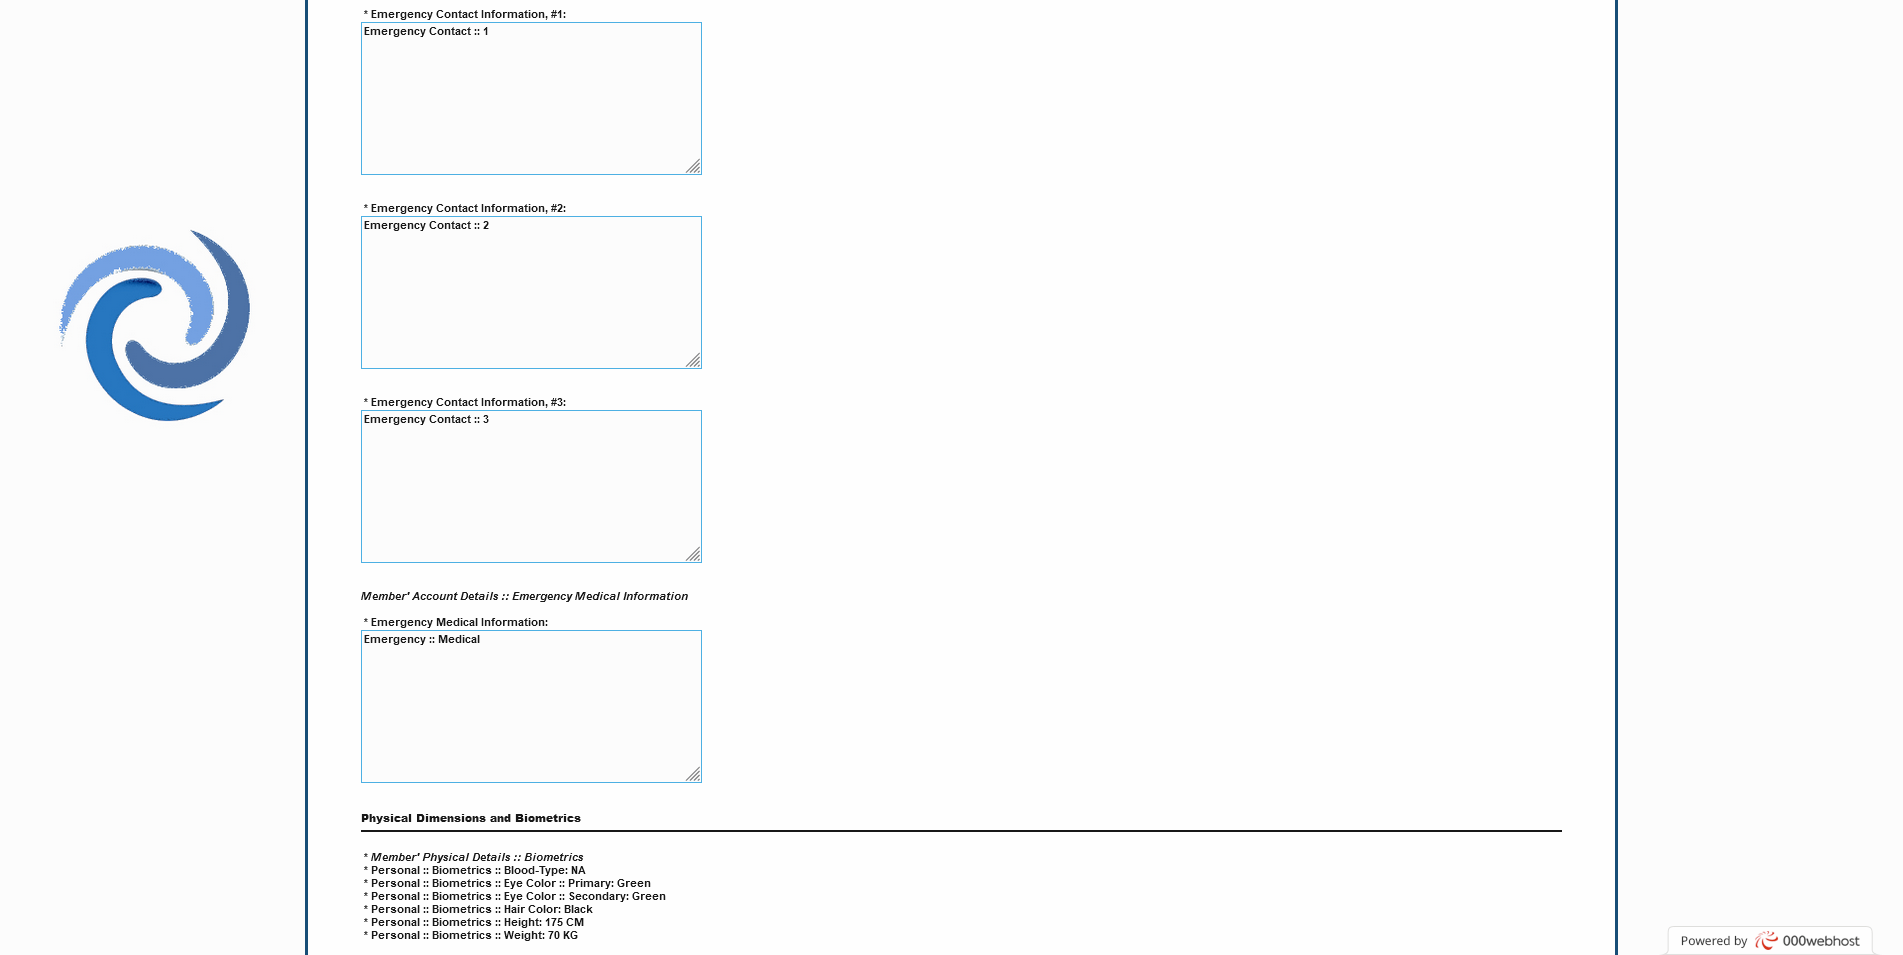 * Emergency Contact Information, #1:
Emergency Contact :: 1
* Emergency Contact Information, #2:
Emergency Contact :: 2
* Emergency Contact Information, #3:
Emergency Contact :: 3
Member' Account Details :: Emergency Medical Information
* Emergency Medical Information:
Emergency :: Medical
Physical Dimensions and Biometrics
* Member' Physical Details :: Biometrics
* Personal :: Biometrics :: Blood-Type: NA
* Personal :: Biometrics :: Eye Color :: Primary: Green
* Personal :: Biometrics :: Eye Color :: Secondary: Green
* Personal :: Biometrics :: Hair Color: Black
* Personal :: Biometrics :: Height: 175 CM
* Personal :: Biometrics :: Weight: 70 KG
Powered by 000webhost